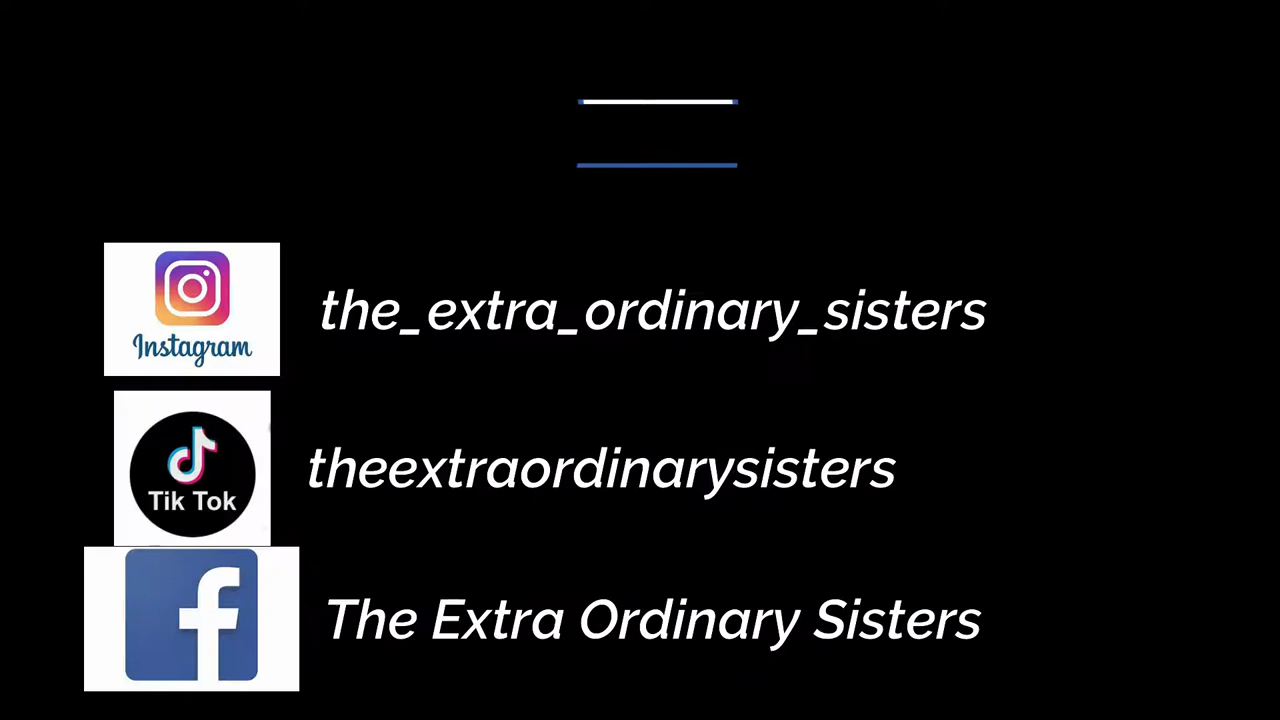 Instagram
the_extra_ordinary_sisters
Tik Tok
theextraordinarysisters
f
The Extra Ordinary Sisters